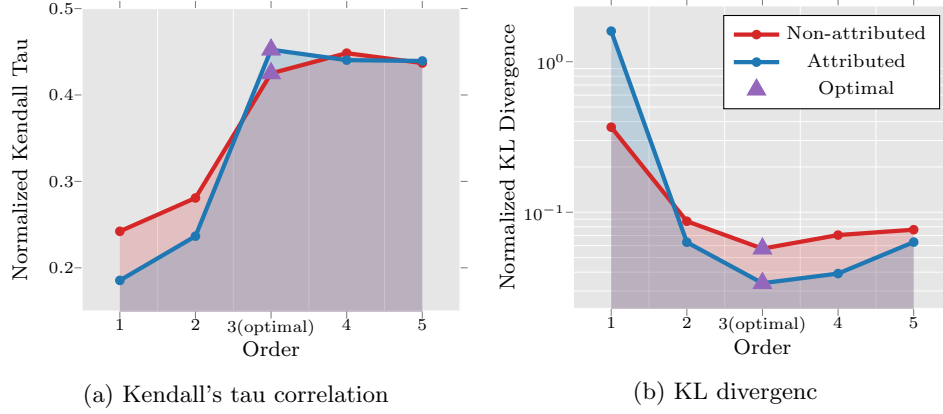 0.5
0.4
0.3
0.2
Normalized Kendall Tau
1 2 3(optimal) 4 5
Order
(a) Kendall's tau correlation
10⁰
10⁻¹
Normalized KL Divergence
Non-attributed
Attributed
Optimal
1 2 3(optimal) 4 5
Order
(b) KL divergenc